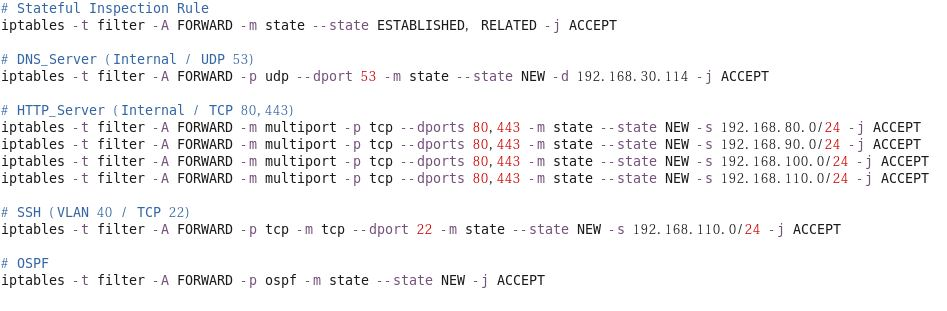 # Stateful Inspection Rule
iptables -t filter -A FORWARD -m state --state ESTABLISHED, RELATED -j ACCEPT
# DNS_Server (Internal / UDP 53)
iptables -t filter -A FORWARD -p udp --dport 53 -m state --state NEW -d 192.168.30.114 -j ACCEPT
# HTTP_Server (Internal / TCP 80,443)
iptables -t filter -A FORWARD -m multiport -p tcp --dports 80,443 -m state --state NEW -s 192.168.80.0/24 -j ACCEPT
iptables -t filter -A FORWARD -m multiport -p tcp --dports 80,443 -m state --state NEW -s 192.168.90.0/24 -j ACCEPT
iptables -t filter -A FORWARD -m multiport -p tcp --dports 80,443 -m state --state NEW -s 192.168.100.0/24 -j ACCEPT
iptables -t filter -A FORWARD -m multiport -p tcp --dports 80,443 -m state --state NEW -s 192.168.110.0/24 -j ACCEPT
# SSH (VLAN 40 / TCP 22)
iptables -t filter -A FORWARD -p tcp -m tcp --dport 22 -m state --state NEW -s 192.168.110.0/24 -j ACCEPT
# OSPF
iptables -t filter -A FORWARD -p ospf -m state --state NEW -j ACCEPT